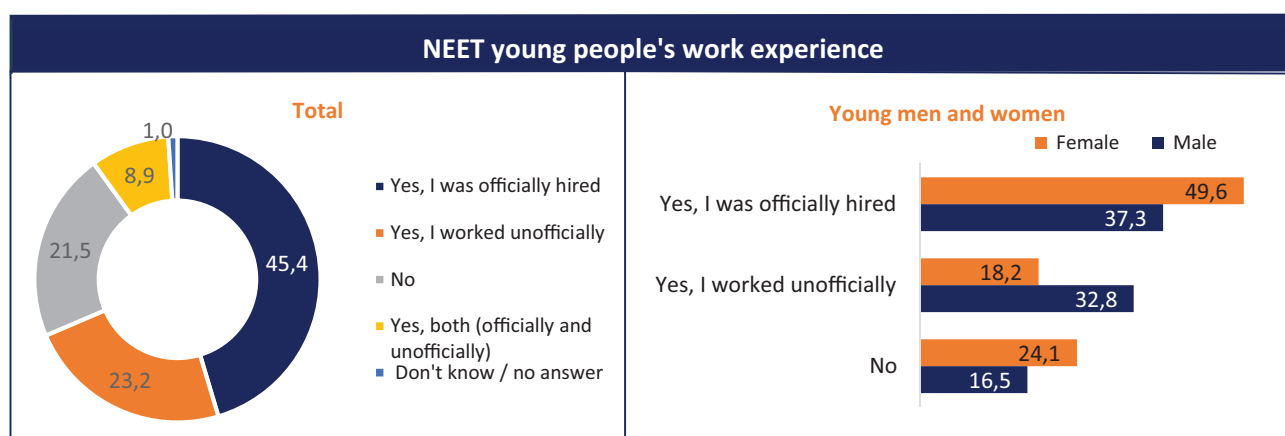 NEET young people's work experience
Total
1,0
8,9
21,5
45,4
23,2
Yes, I was officially hired
Yes, I worked unofficially
No
Yes, both (officially and
unofficially)
Don't know / no answer
Young men and women
Female Male
Yes, I was officially hired
49,6
37,3
Yes, I worked unofficially
18,2
32,8
No
24,1
16,5